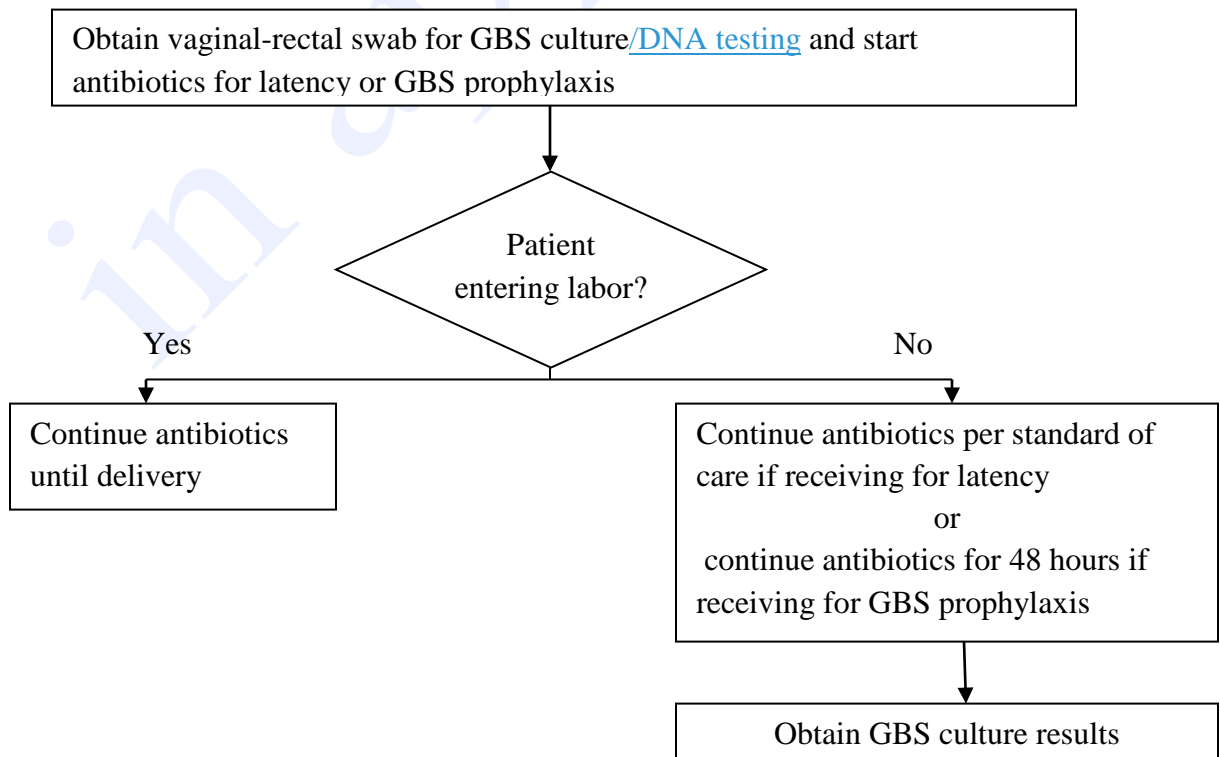 Obtain vaginal-rectal swab for GBS culture/DNA testing and start
antibiotics for latency or GBS prophylaxis
Patient
entering labor?
Yes
No
Continue antibiotics
until delivery
Continue antibiotics per standard of
care if receiving for latency
or
continue antibiotics for 48 hours if
receiving for GBS prophylaxis
Obtain GBS culture results
in